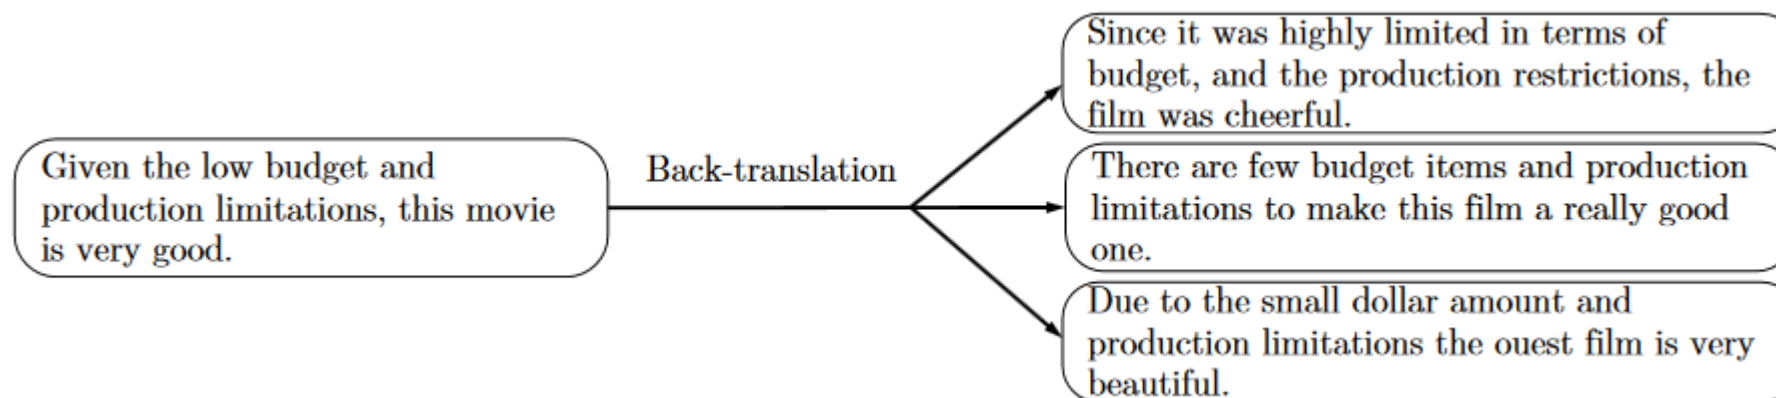 Given the low budget and
production limitations, this movie
is very good.
Back-translation
Since it was highly limited in terms of
budget, and the production restrictions, the
film was cheerful.
There are few budget items and production
limitations to make this film a really good
one.
Due to the small dollar amount and
production limitations the ouest film is very
beautiful.